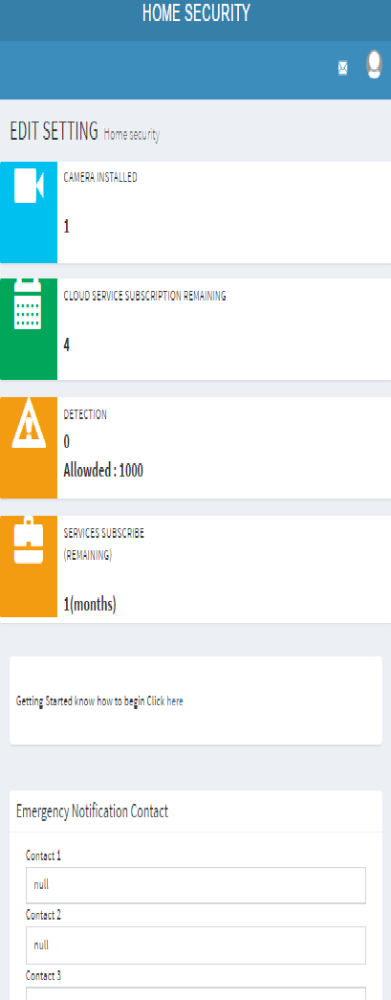 HOME SECURITY
EDIT SETTING Home security
CAMERA INSTALLED
1
CLOUD SERVICE SUBSCRIPTION REMAINING
4
DETECTION
0
Allowded : 1000
SERVICES SUBSCRIBE
(REMAINING)
1(months)
Getting Started know how to begin Click here
Emergency Notification Contact
Contact 1
null
Contact 2
null
Contact 3